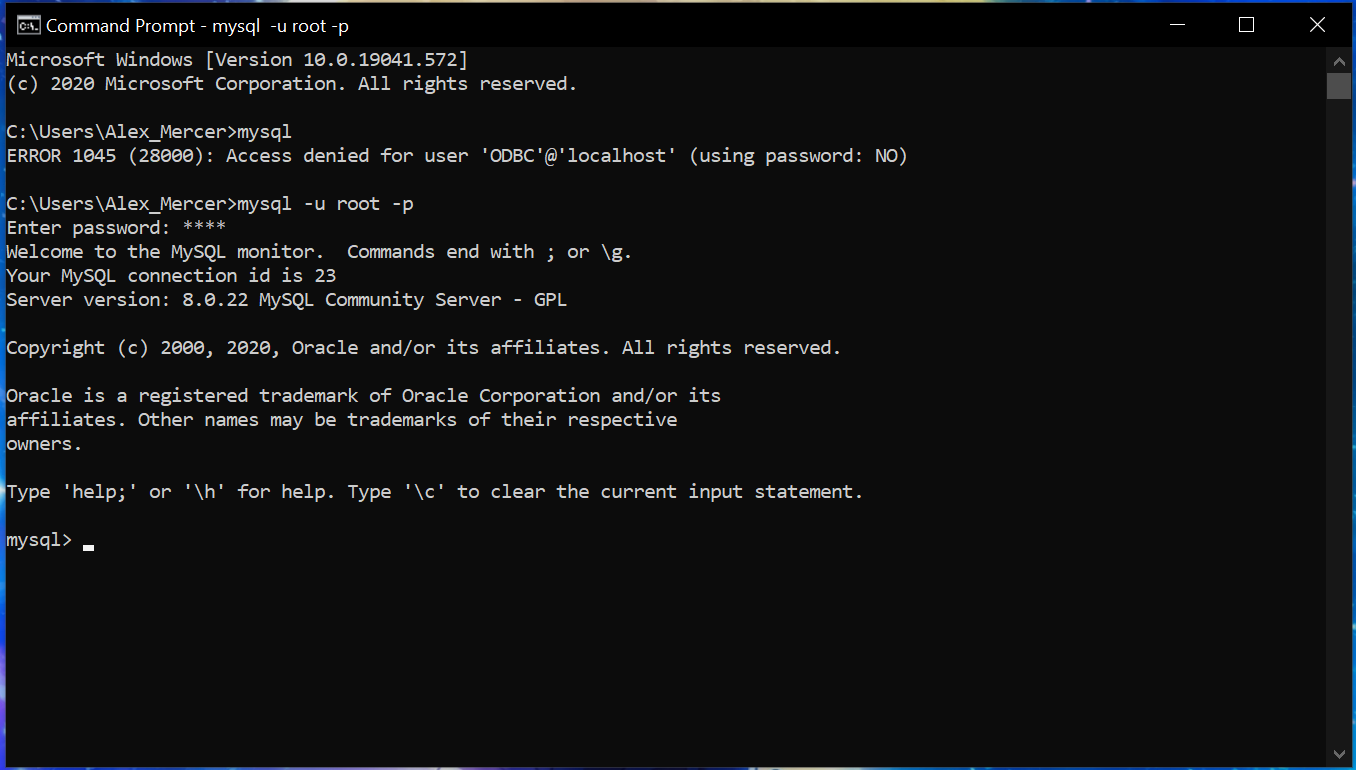 Command Prompt - mysql  -u root -p
Microsoft Windows [Version 10.0.19041.572]
(c) 2020 Microsoft Corporation. All rights reserved.
C:\Users\Alex_Mercer>mysql
ERROR 1045 (28000): Access denied for user 'ODBC'@'localhost' (using password: NO)
C:\Users\Alex_Mercer>mysql -u root -p
Enter password: ****
Welcome to the MySQL monitor.  Commands end with ; or \g.
Your MySQL connection id is 23
Server version: 8.0.22 MySQL Community Server - GPL
Copyright (c) 2000, 2020, Oracle and/or its affiliates. All rights reserved.
Oracle is a registered trademark of Oracle Corporation and/or its
affiliates. Other names may be trademarks of their respective
owners.
Type 'help;' or '\h' for help. Type '\c' to clear the current input statement.
mysql>